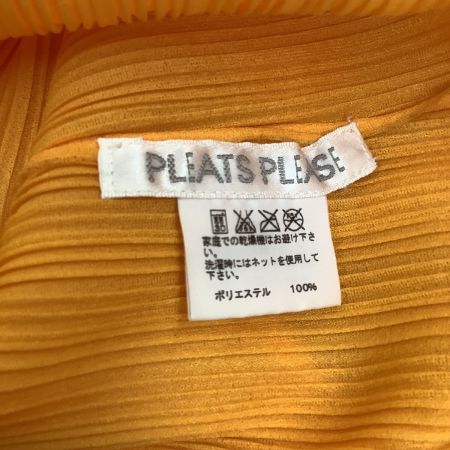 PLEATS PLEASE
家庭での乾燥機はお避け下さ
い。
洗濯時にはネットを使用して
下さい。
ポリエステル 100%